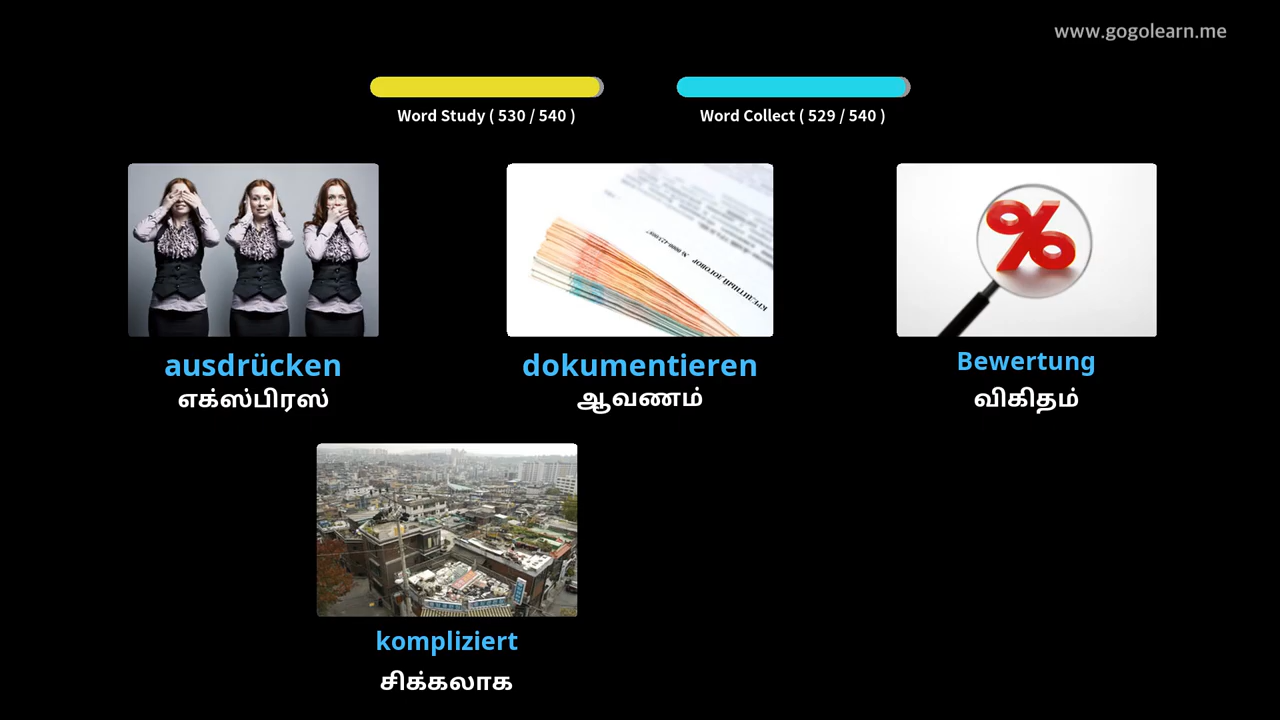 www.gogolearn.me
Word Study ( 530 / 540 )
Word Collect ( 529 / 540 )
%
ausdrücken
dokumentieren
Bewertung
எக்ஸ்பிரஸ்
ஆவணம்
விகிதம்
kompliziert
சிக்கலாக